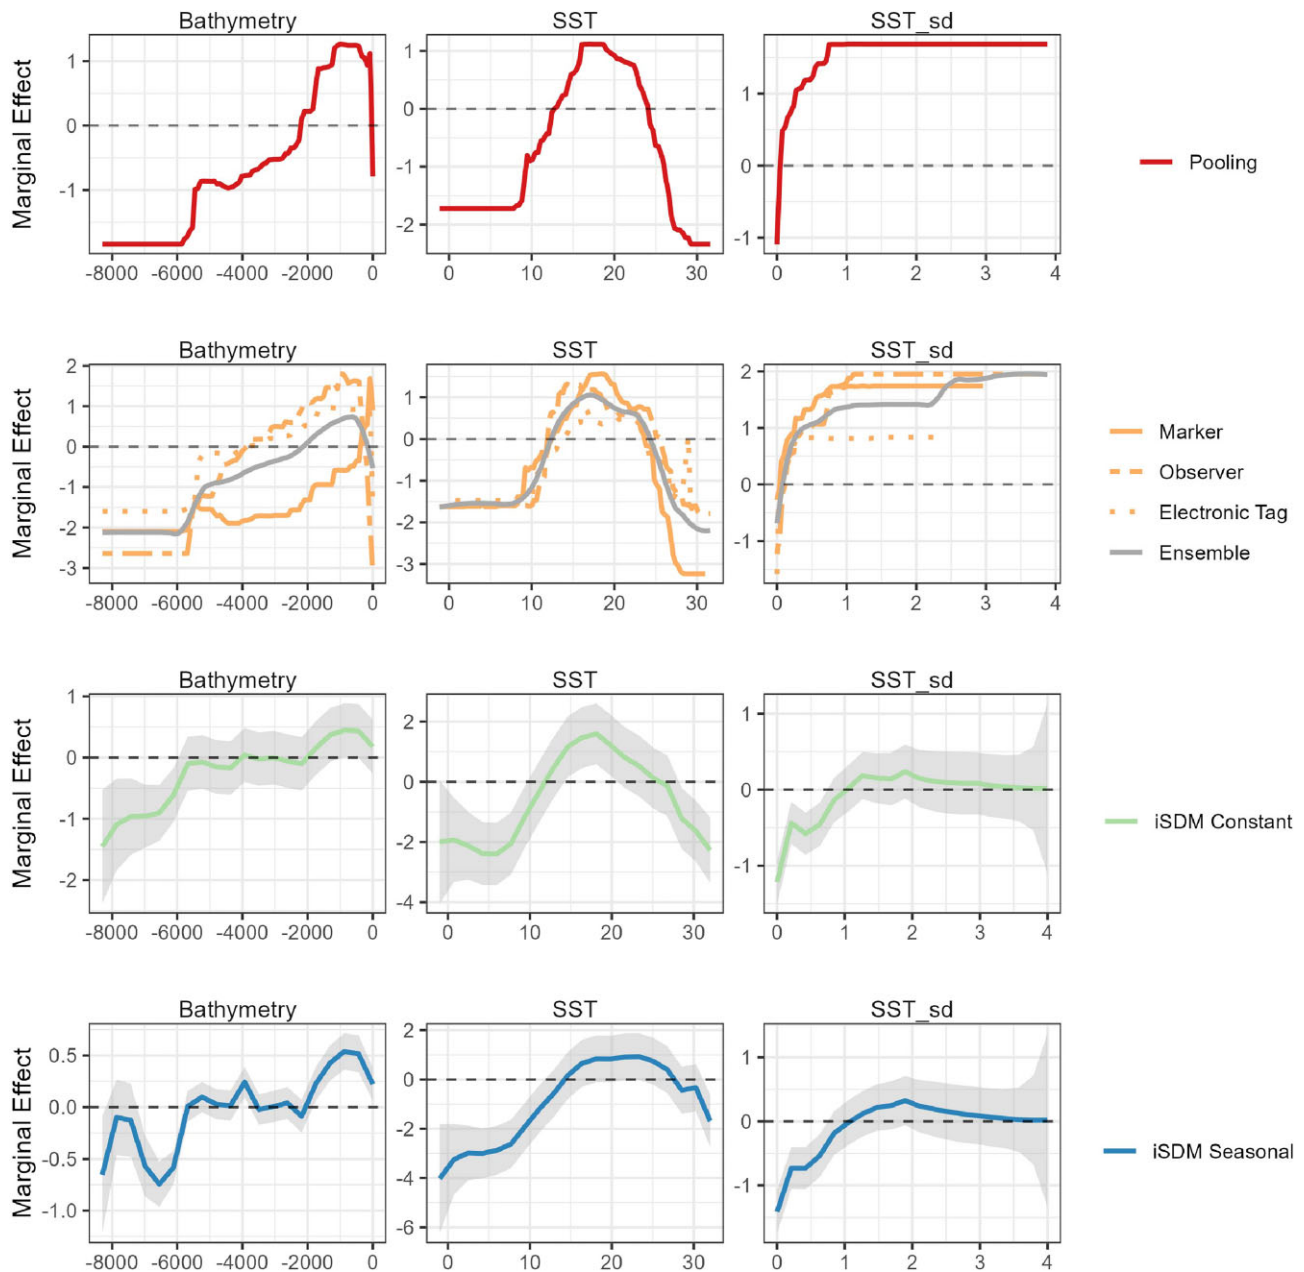 Bathymetry SST SST_sd
Marginal Effect
1
0
-1
-8000 -6000 -4000 -2000 0
1
0
-1
-2
0 10 20 30
1
0
-1
0 1 2 3 4
Pooling
Bathymetry SST SST_sd
Marginal Effect
2
1
0
-1
-2
-3
-8000 -6000 -4000 -2000 0
1
0
-1
-2
-3
0 10 20 30
2
1
0
-1
0 1 2 3 4
Marker
Observer
Electronic Tag
Ensemble
Bathymetry SST SST_sd
Marginal Effect
1
0
-1
-2
-8000 -6000 -4000 -2000 0
2
0
-2
-4
0 10 20 30
1
0
-1
0 1 2 3 4
iSDM Constant
Bathymetry SST SST_sd
Marginal Effect
0.5
0.0
-0.5
-1.0
-8000 -6000 -4000 -2000 0
2
0
-2
-4
-6
0 10 20 30
1
0
-1
0 1 2 3 4
iSDM Seasonal